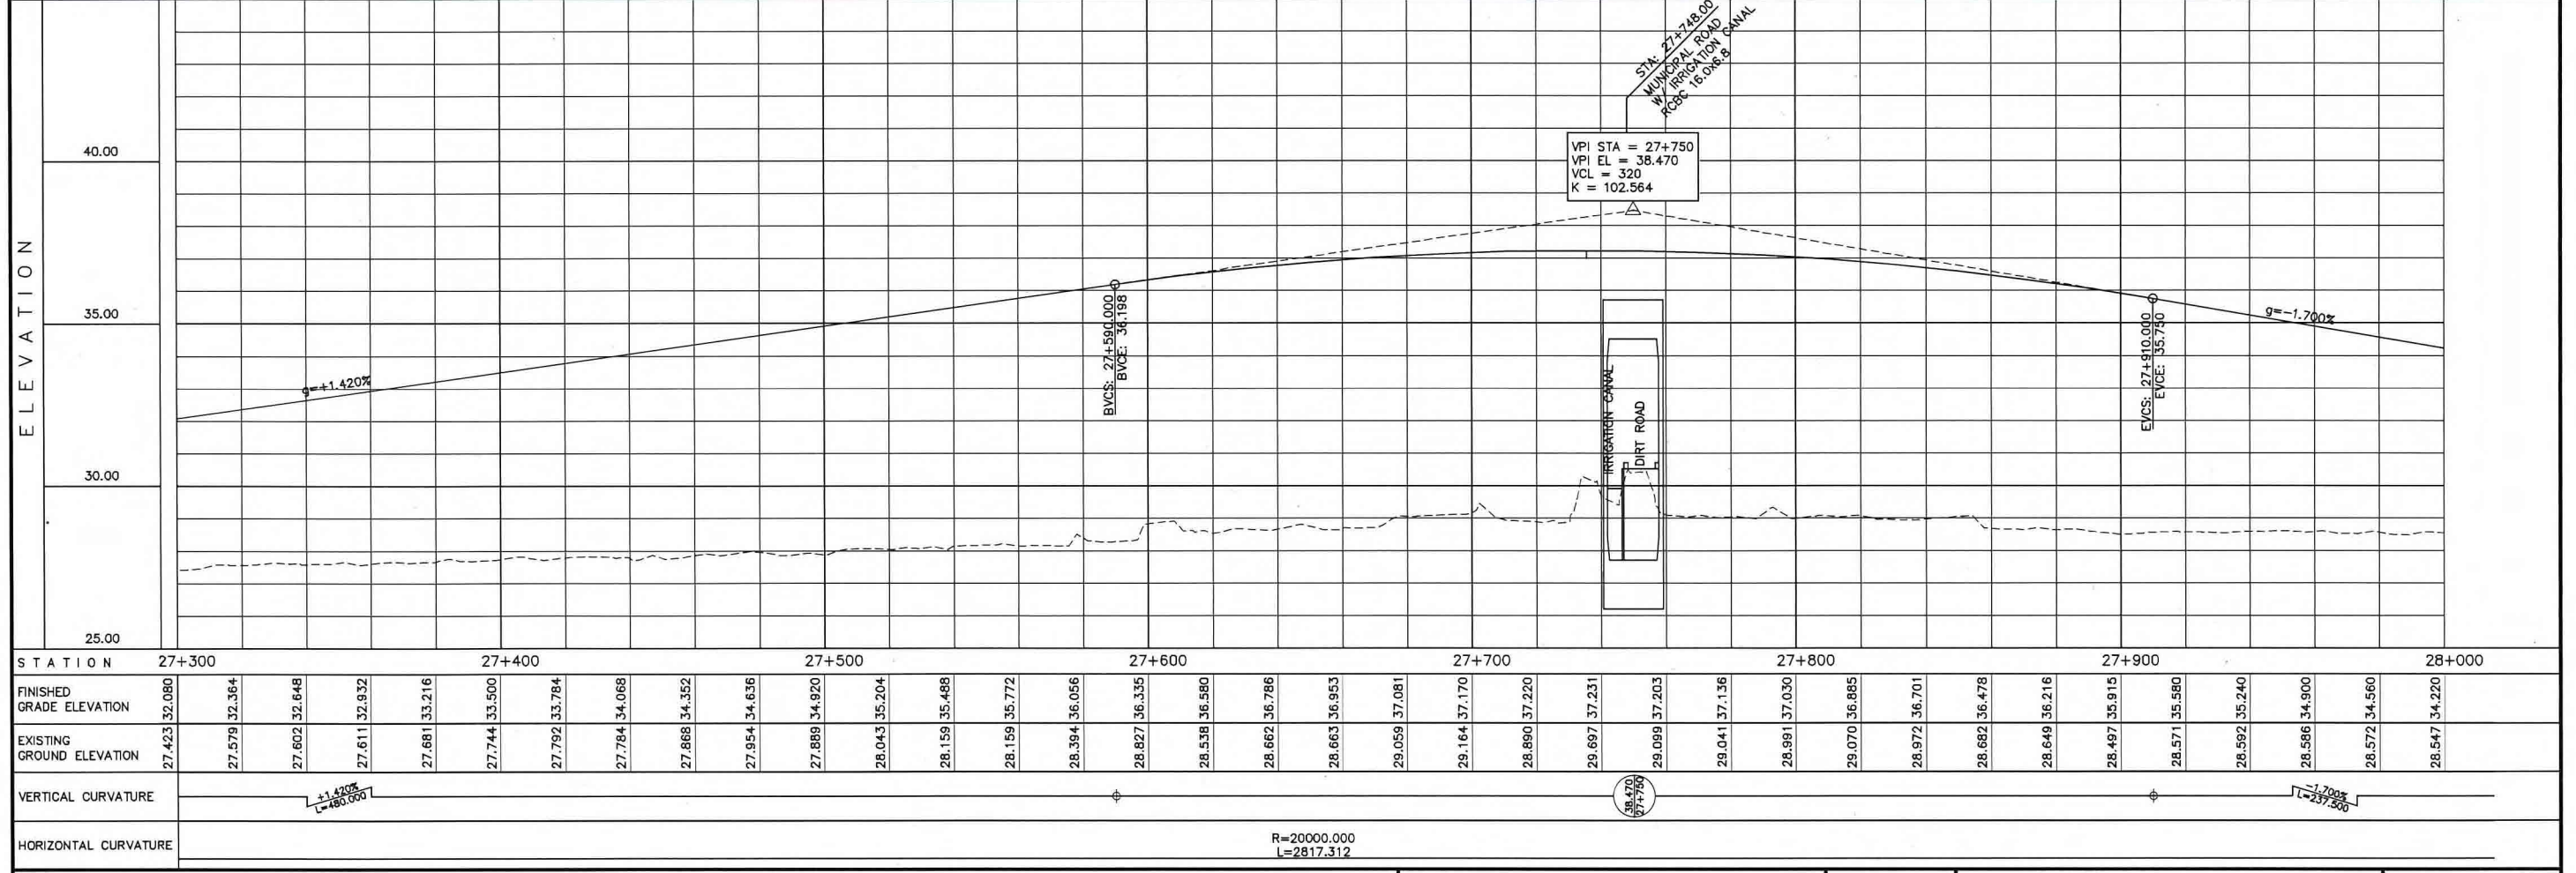 STA: 27+748.00
MUNICIPAL ROAD
W/ IRRIGATION CANAL
RCBC 16.0x6.8
VPI STA = 27+750
VPI EL = 38.470
VCL = 320
K = 102.564
ELEVATION
40.00
35.00
30.00
25.00
g=+1.420%
BVCS: 27+590.000
BVCE: 36.198
IRRIGATION CANAL
DIRT ROAD
EVCS: 27+910.000
EVCE: 35.750
g=-1.700%
STATION 27+300 27+400 27+500 27+600 27+700 27+800 27+900 28+000
FINISHED
GRADE ELEVATION
32.080 32.364 32.648 32.932 33.216 33.500 33.784 34.068 34.352 34.636 34.920 35.204 35.488 35.772 36.056 36.335 36.580 36.786 36.953 37.081 37.170 37.220 37.231 37.203 37.136 37.030 36.885 36.701 36.478 36.216 35.915 35.580 35.240 34.900 34.560 34.220
EXISTING
GROUND ELEVATION
27.423 27.579 27.602 27.611 27.681 27.744 27.792 27.784 27.868 27.954 27.889 28.043 28.159 28.159 28.394 28.827 28.538 28.662 28.663 29.059 29.164 28.890 29.697 29.099 29.041 28.991 29.070 28.972 28.682 28.649 28.497 28.571 28.592 28.586 28.572 28.547
VERTICAL CURVATURE
+1.420%
L=480.000
38.470
27+750
-1.700%
L=237.500
HORIZONTAL CURVATURE
R=20000.000
L=2817.312